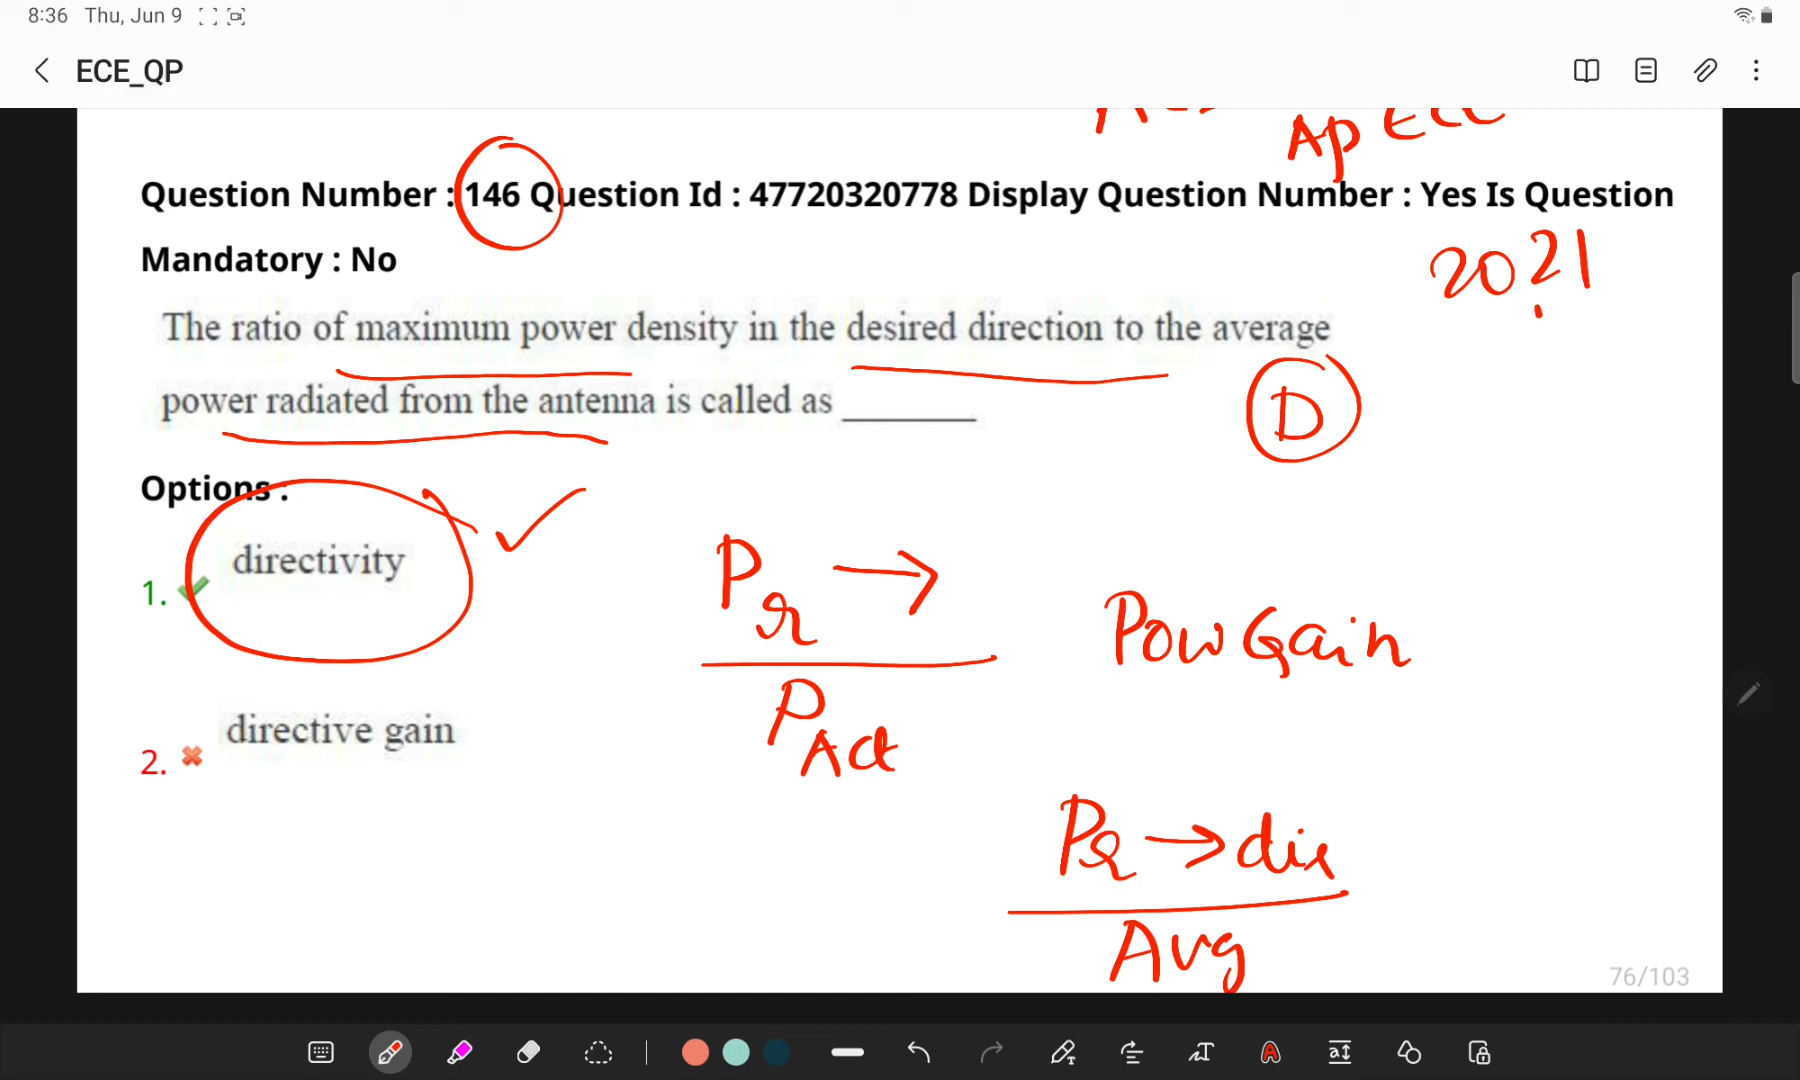 8:36 Thu, Jun 9
ECE_QP
Ap ECE
Question Number : 146 Question Id : 47720320778 Display Question Number : Yes Is Question
Mandatory : No
2021
The ratio of maximum power density in the desired direction to the average
power radiated from the antenna is called as ________
D
Options :
directivity
1.
directive gain
2.
Pr →
PAct
Pow Gain
Pr → dir
Avg
76/103